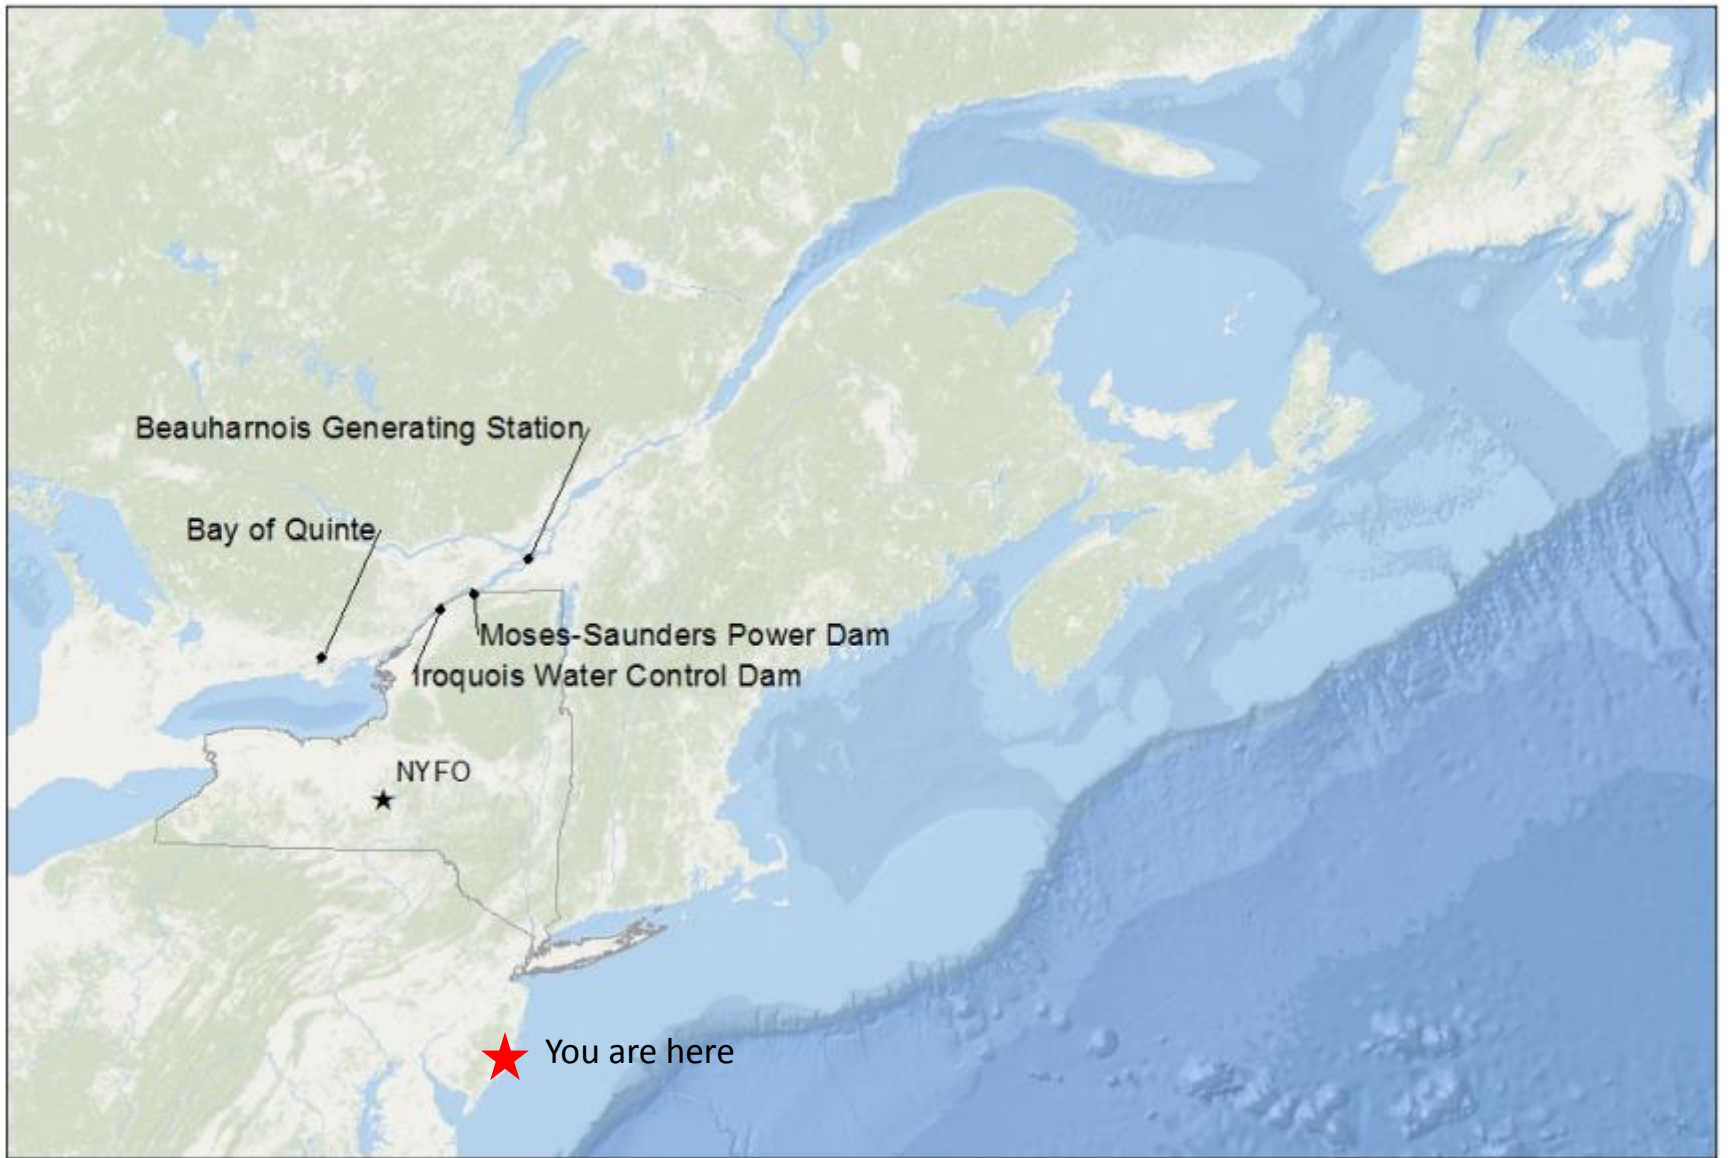 Beauharnois Generating Station
Bay of Quinte
Moses-Saunders Power Dam
Iroquois Water Control Dam
NYFO
You are here